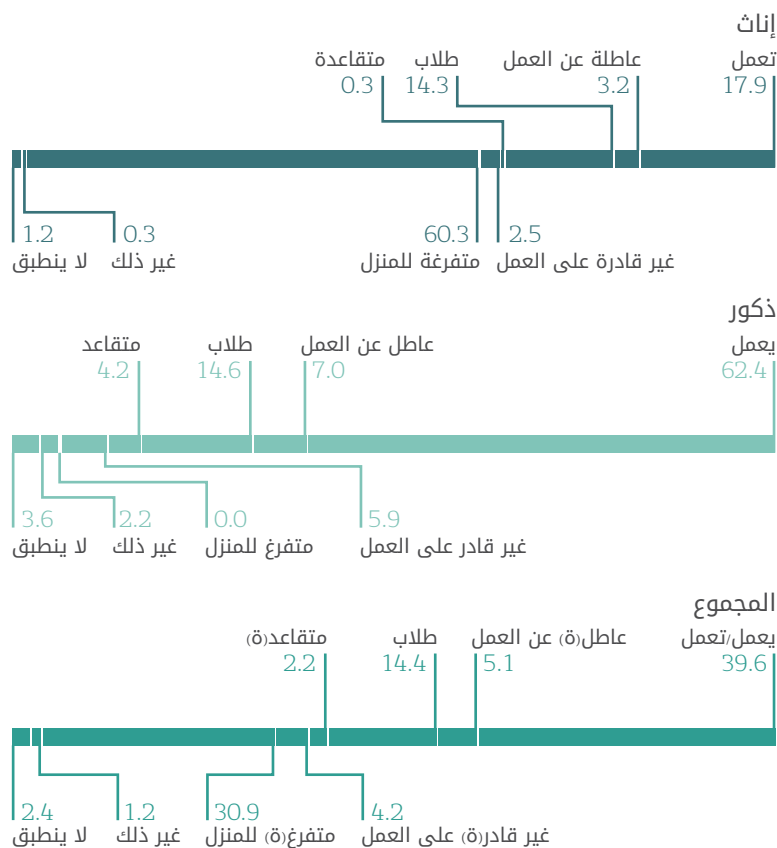 إناث
تعمل عاطلة عن العمل طلاب متقاعدة
17.9 3.2 14.3 0.3
2.5 60.3 0.3 1.2
غير قادرة على العمل متفرغة للمنزل غير ذلك لا ينطبق
ذكور
يعمل عاطل عن العمل طلاب متقاعد
62.4 7.0 14.6 4.2
5.9 0.0 2.2 3.6
غير قادر على العمل متفرغ للمنزل غير ذلك لا ينطبق
المجموع
يعمل/تعمل عاطل(ة) عن العمل طلاب متقاعد(ة)
39.6 5.1 14.4 2.2
4.2 30.9 1.2 2.4
غير قادر(ة) على العمل متفرغ(ة) للمنزل غير ذلك لا ينطبق